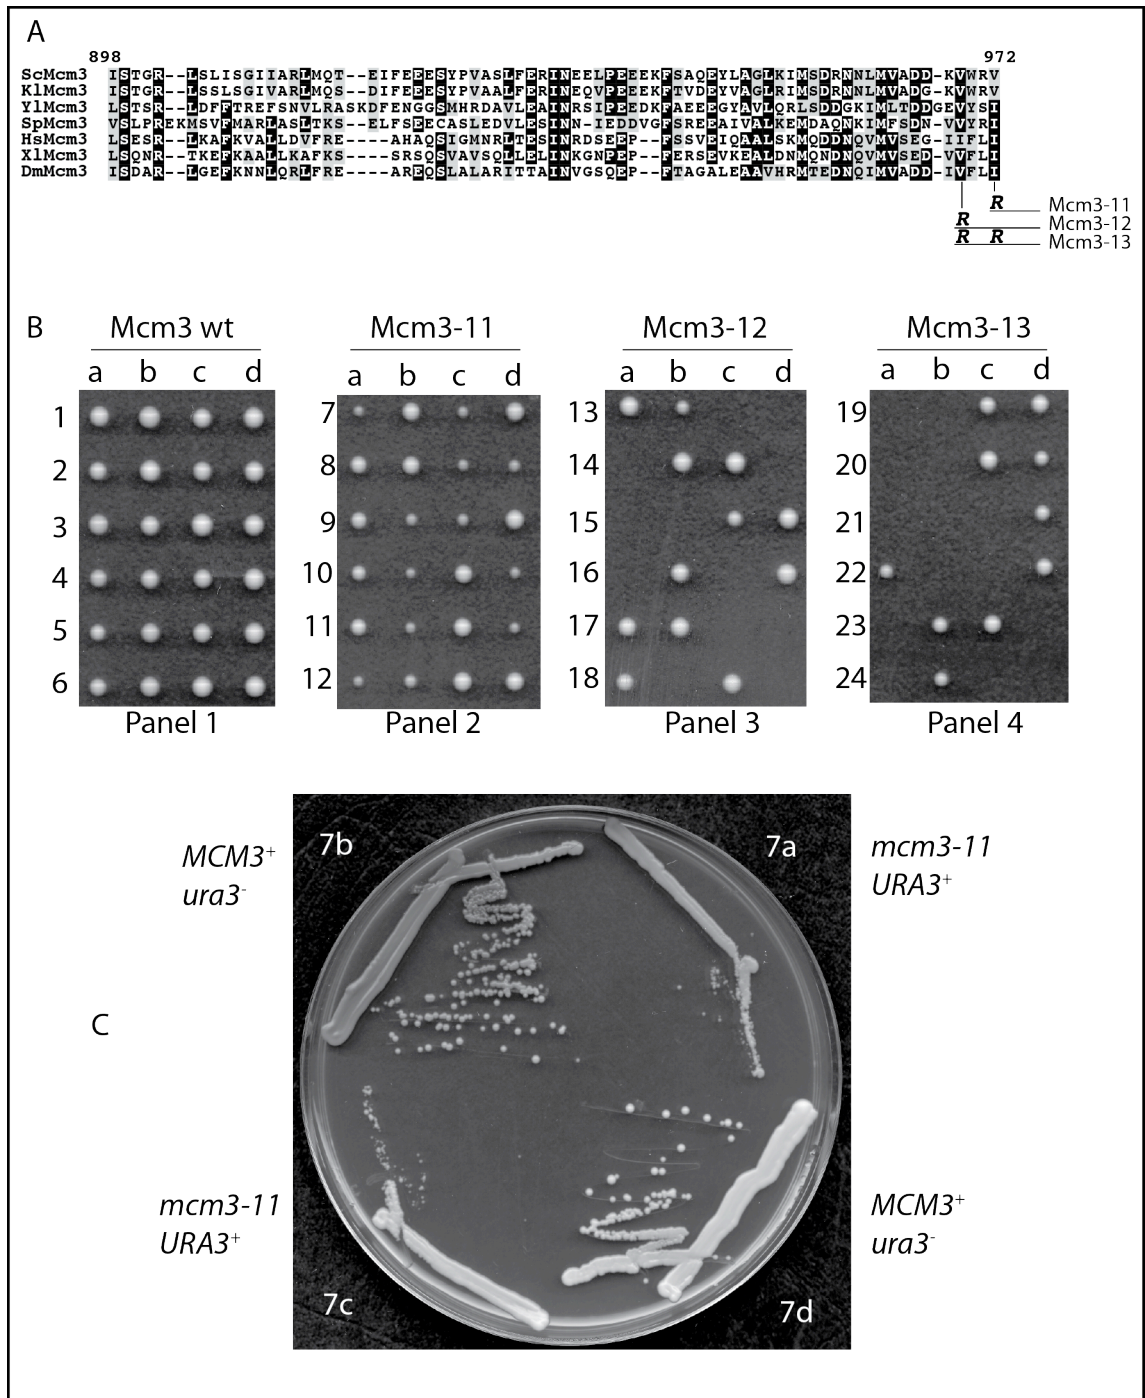 A
898 972
ScMcm3 ISTGR--LSLISGIIARLMQT--EIFEEESYPVASLFERINEELPEEEKFSAQEYLAGLKIMSDRNNLMVADD-KVWRV
KlMcm3 ISTGR--LSSLSGVIARLMQS--DIFENESYPVAALFERINEQVPEEEKFTVDEYVAGLRIMSDRNNLMVADG-KVWRV
YlMcm3 LSTSR--LDFFTREFSNVLRASKDFENGGSMHRDAVLEAINRSIPEEDKFAEEEGYAVLQRLSDDGKIMLTDDGEVYSI
SpMcm3 VSLPREKMSVFMARLASLTKS--ELFSEECASLEDVLESINN-IEDDVGFSREEAIVALKEMDAQNKIMFSDN-VVYRI
HsMcm3 LSESR--LKAFKVALLDVFRE----AHAQSIGMNRLTESINRDSEEP--FSSVEIQAALSKMQDDNQVMVSEG-IIFLI
XlMcm3 LSQNR--TKEFKAALLKAFKS----SRSQSVAVSQLLELINKGNPEP--FERSEVKEALDNMQDDNQVMVSED-VVFLI
DmMcm3 ISDAR--LGEFKNNLQRLFRE----AREQSLALARITTAINVGSQEP--FTAGALEAAVHRMTEDNQIMVADD-IVFLI
R Mcm3-11
R Mcm3-12
R R Mcm3-13
B
Mcm3 wt Mcm3-11 Mcm3-12 Mcm3-13
a b c d a b c d a b c d a b c d
1 7 13 19
2 8 14 20
3 9 15 21
4 10 16 22
5 11 17 23
6 12 18 24
Panel 1 Panel 2 Panel 3 Panel 4
C
7b 7a
MCM3+
ura3-
mcm3-11
URA3+
mcm3-11
URA3+
MCM3+
ura3-
7c 7d